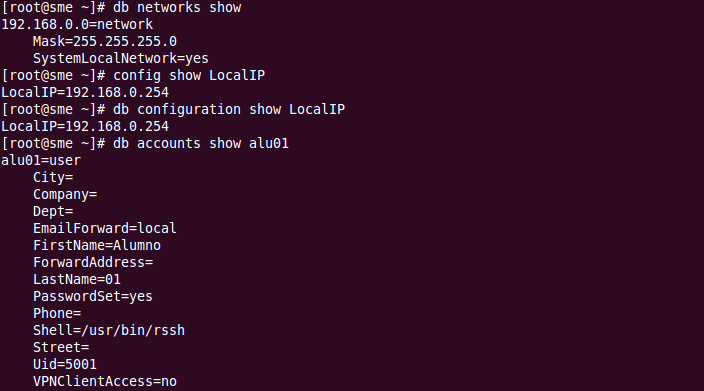 [root@sme ~]# db networks show
192.168.0.0=network
    Mask=255.255.255.0
    SystemLocalNetwork=yes
[root@sme ~]# config show LocalIP
LocalIP=192.168.0.254
[root@sme ~]# db configuration show LocalIP
LocalIP=192.168.0.254
[root@sme ~]# db accounts show alu01
alu01=user
    City=
    Company=
    Dept=
    EmailForward=local
    FirstName=Alumno
    ForwardAddress=
    LastName=01
    PasswordSet=yes
    Phone=
    Shell=/usr/bin/rssh
    Street=
    Uid=5001
    VPNClientAccess=no